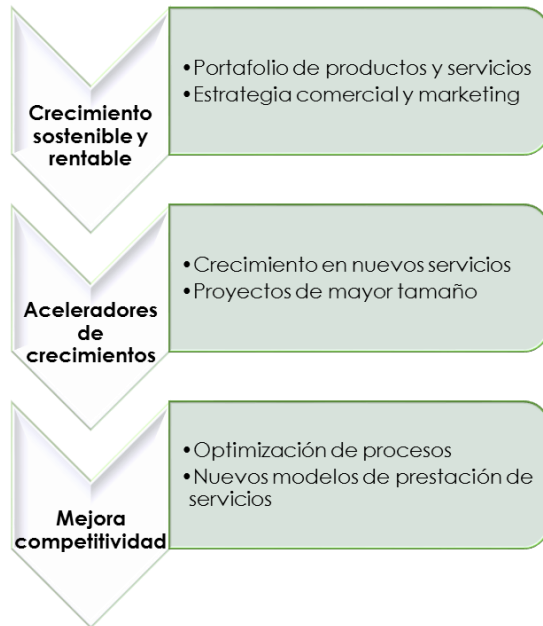 Crecimiento
sostenible y
rentable
•Portafolio de productos y servicios
•Estrategia comercial y marketing
Aceleradores
de
crecimientos
•Crecimiento en nuevos servicios
•Proyectos de mayor tamaño
Mejora
competitividad
•Optimización de procesos
•Nuevos modelos de prestación de
servicios